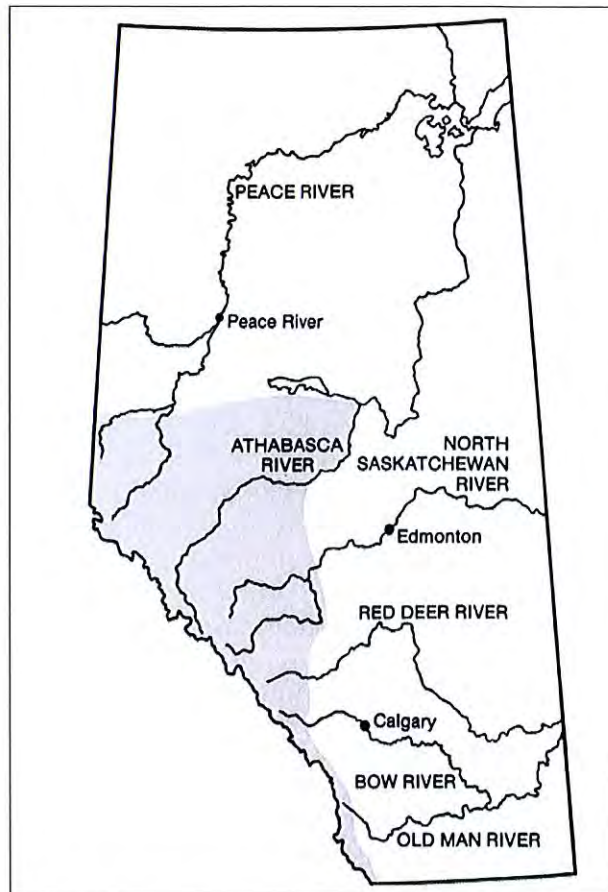 PEACE RIVER
Peace River
ATHABASCA
RIVER
NORTH
SASKATCHEWAN
RIVER
Edmonton
RED DEER RIVER
Calgary
BOW RIVER
OLD MAN RIVER